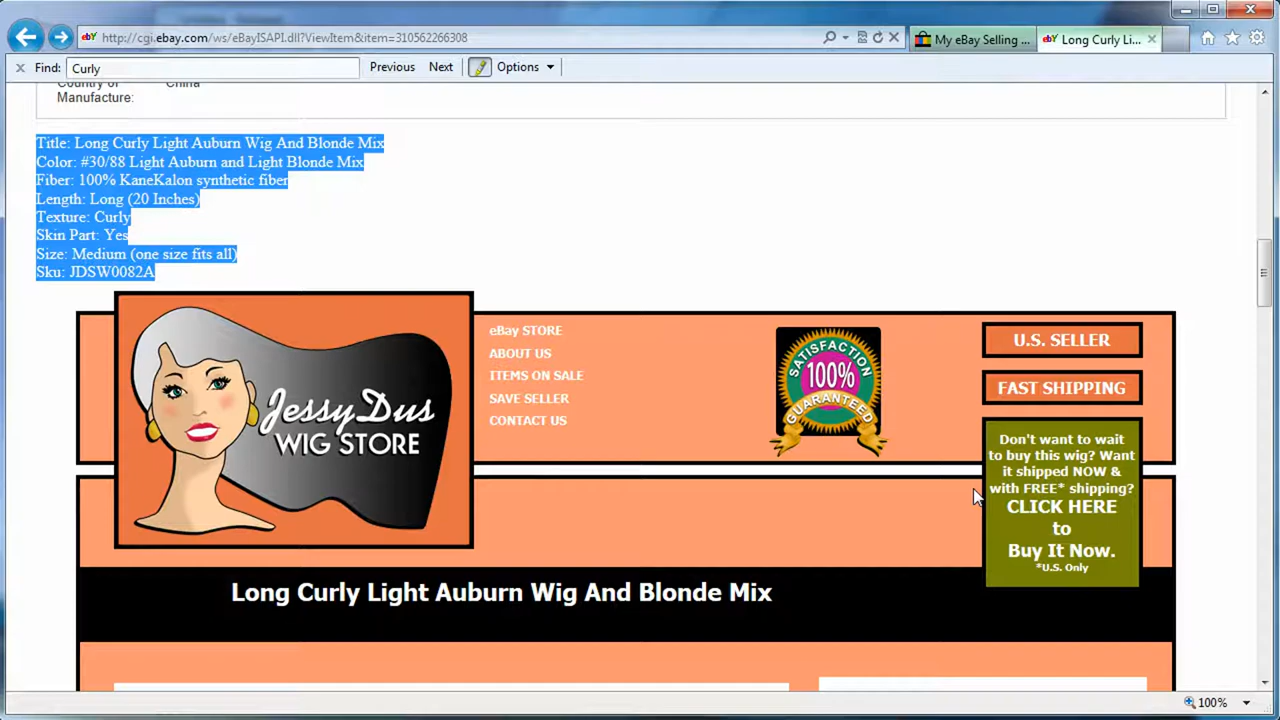 http://cgi.ebay.com/ws/eBayISAPI.dll?ViewItem&item=310562266308
My eBay Selling ...
Long Curly Li...
Find: Curly
Previous
Next
Options
Country of
Manufacture:
China
Title: Long Curly Light Auburn Wig And Blonde Mix
Color: #30/88 Light Auburn and Light Blonde Mix
Fiber: 100% KaneKalon synthetic fiber
Length: Long (20 Inches)
Texture: Curly
Skin Part: Yes
Size: Medium (one size fits all)
Sku: JDSW0082A
JessyDus
WIG STORE
eBay STORE
ABOUT US
ITEMS ON SALE
SAVE SELLER
CONTACT US
SATISFACTION
100%
GUARANTEED
U.S. SELLER
FAST SHIPPING
Don't want to wait
to buy this wig? Want
it shipped NOW &
with FREE* shipping?
CLICK HERE
to
Buy It Now.
*U.S. Only
Long Curly Light Auburn Wig And Blonde Mix
100%